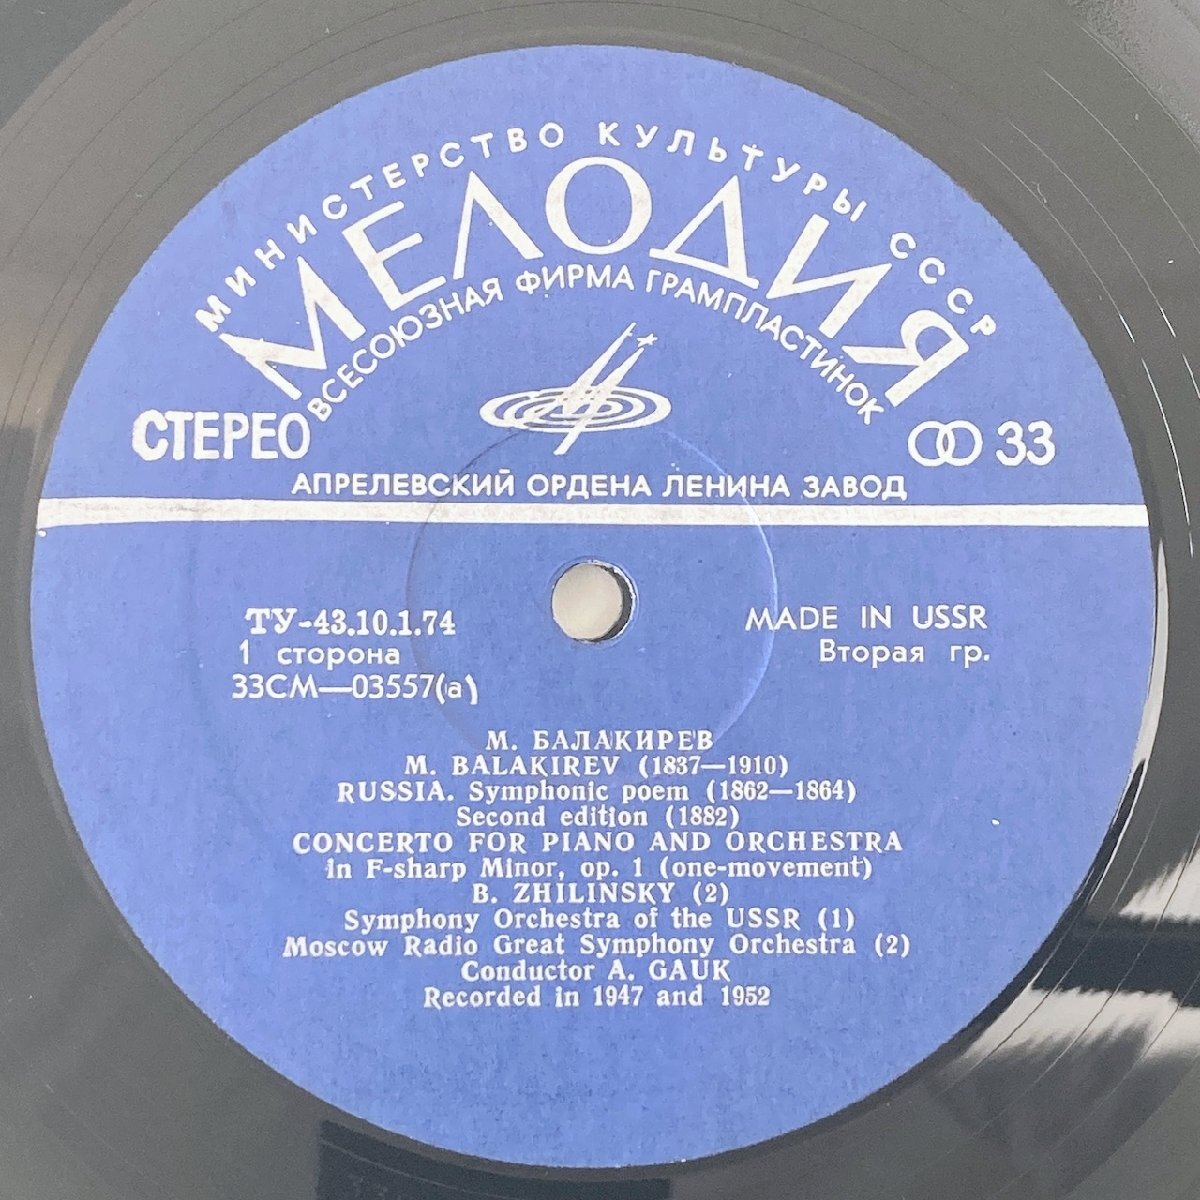 МИНИСТЕРСТВО КУЛЬТУРЫ СССР
МЕЛОДИЯ
ВСЕСОЮЗНАЯ ФИРМА ГРАМПЛАСТИНОК
СТЕРЕО
33
АПРЕЛЕВСКИЙ ОРДЕНА ЛЕНИНА ЗАВОД
ТУ-43.10.1.74
1 сторона
33СМ—03557(а)
MADE IN USSR
Вторая гр.
М. БАЛАКИРЕВ
M. BALAKIREV (1837—1910)
RUSSIA. Symphonic poem (1862—1864)
Second edition (1882)
CONCERTO FOR PIANO AND ORCHESTRA
in F-sharp Minor, op. 1 (one-movement)
B. ZHILINSKY (2)
Symphony Orchestra of the USSR (1)
Moscow Radio Great Symphony Orchestra (2)
Conductor A. GAUK
Recorded in 1947 and 1952